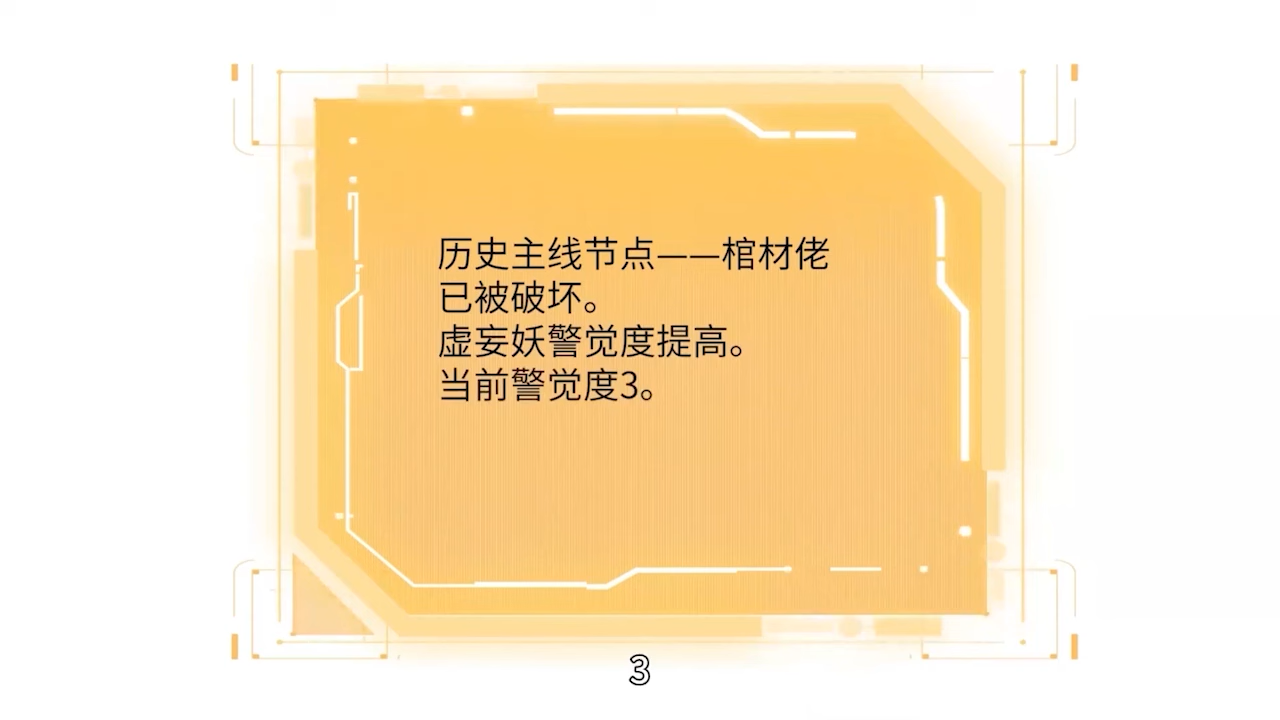 历史主线节点——棺材佬
已被破坏。
虚妄妖警觉度提高。
当前警觉度3。
3